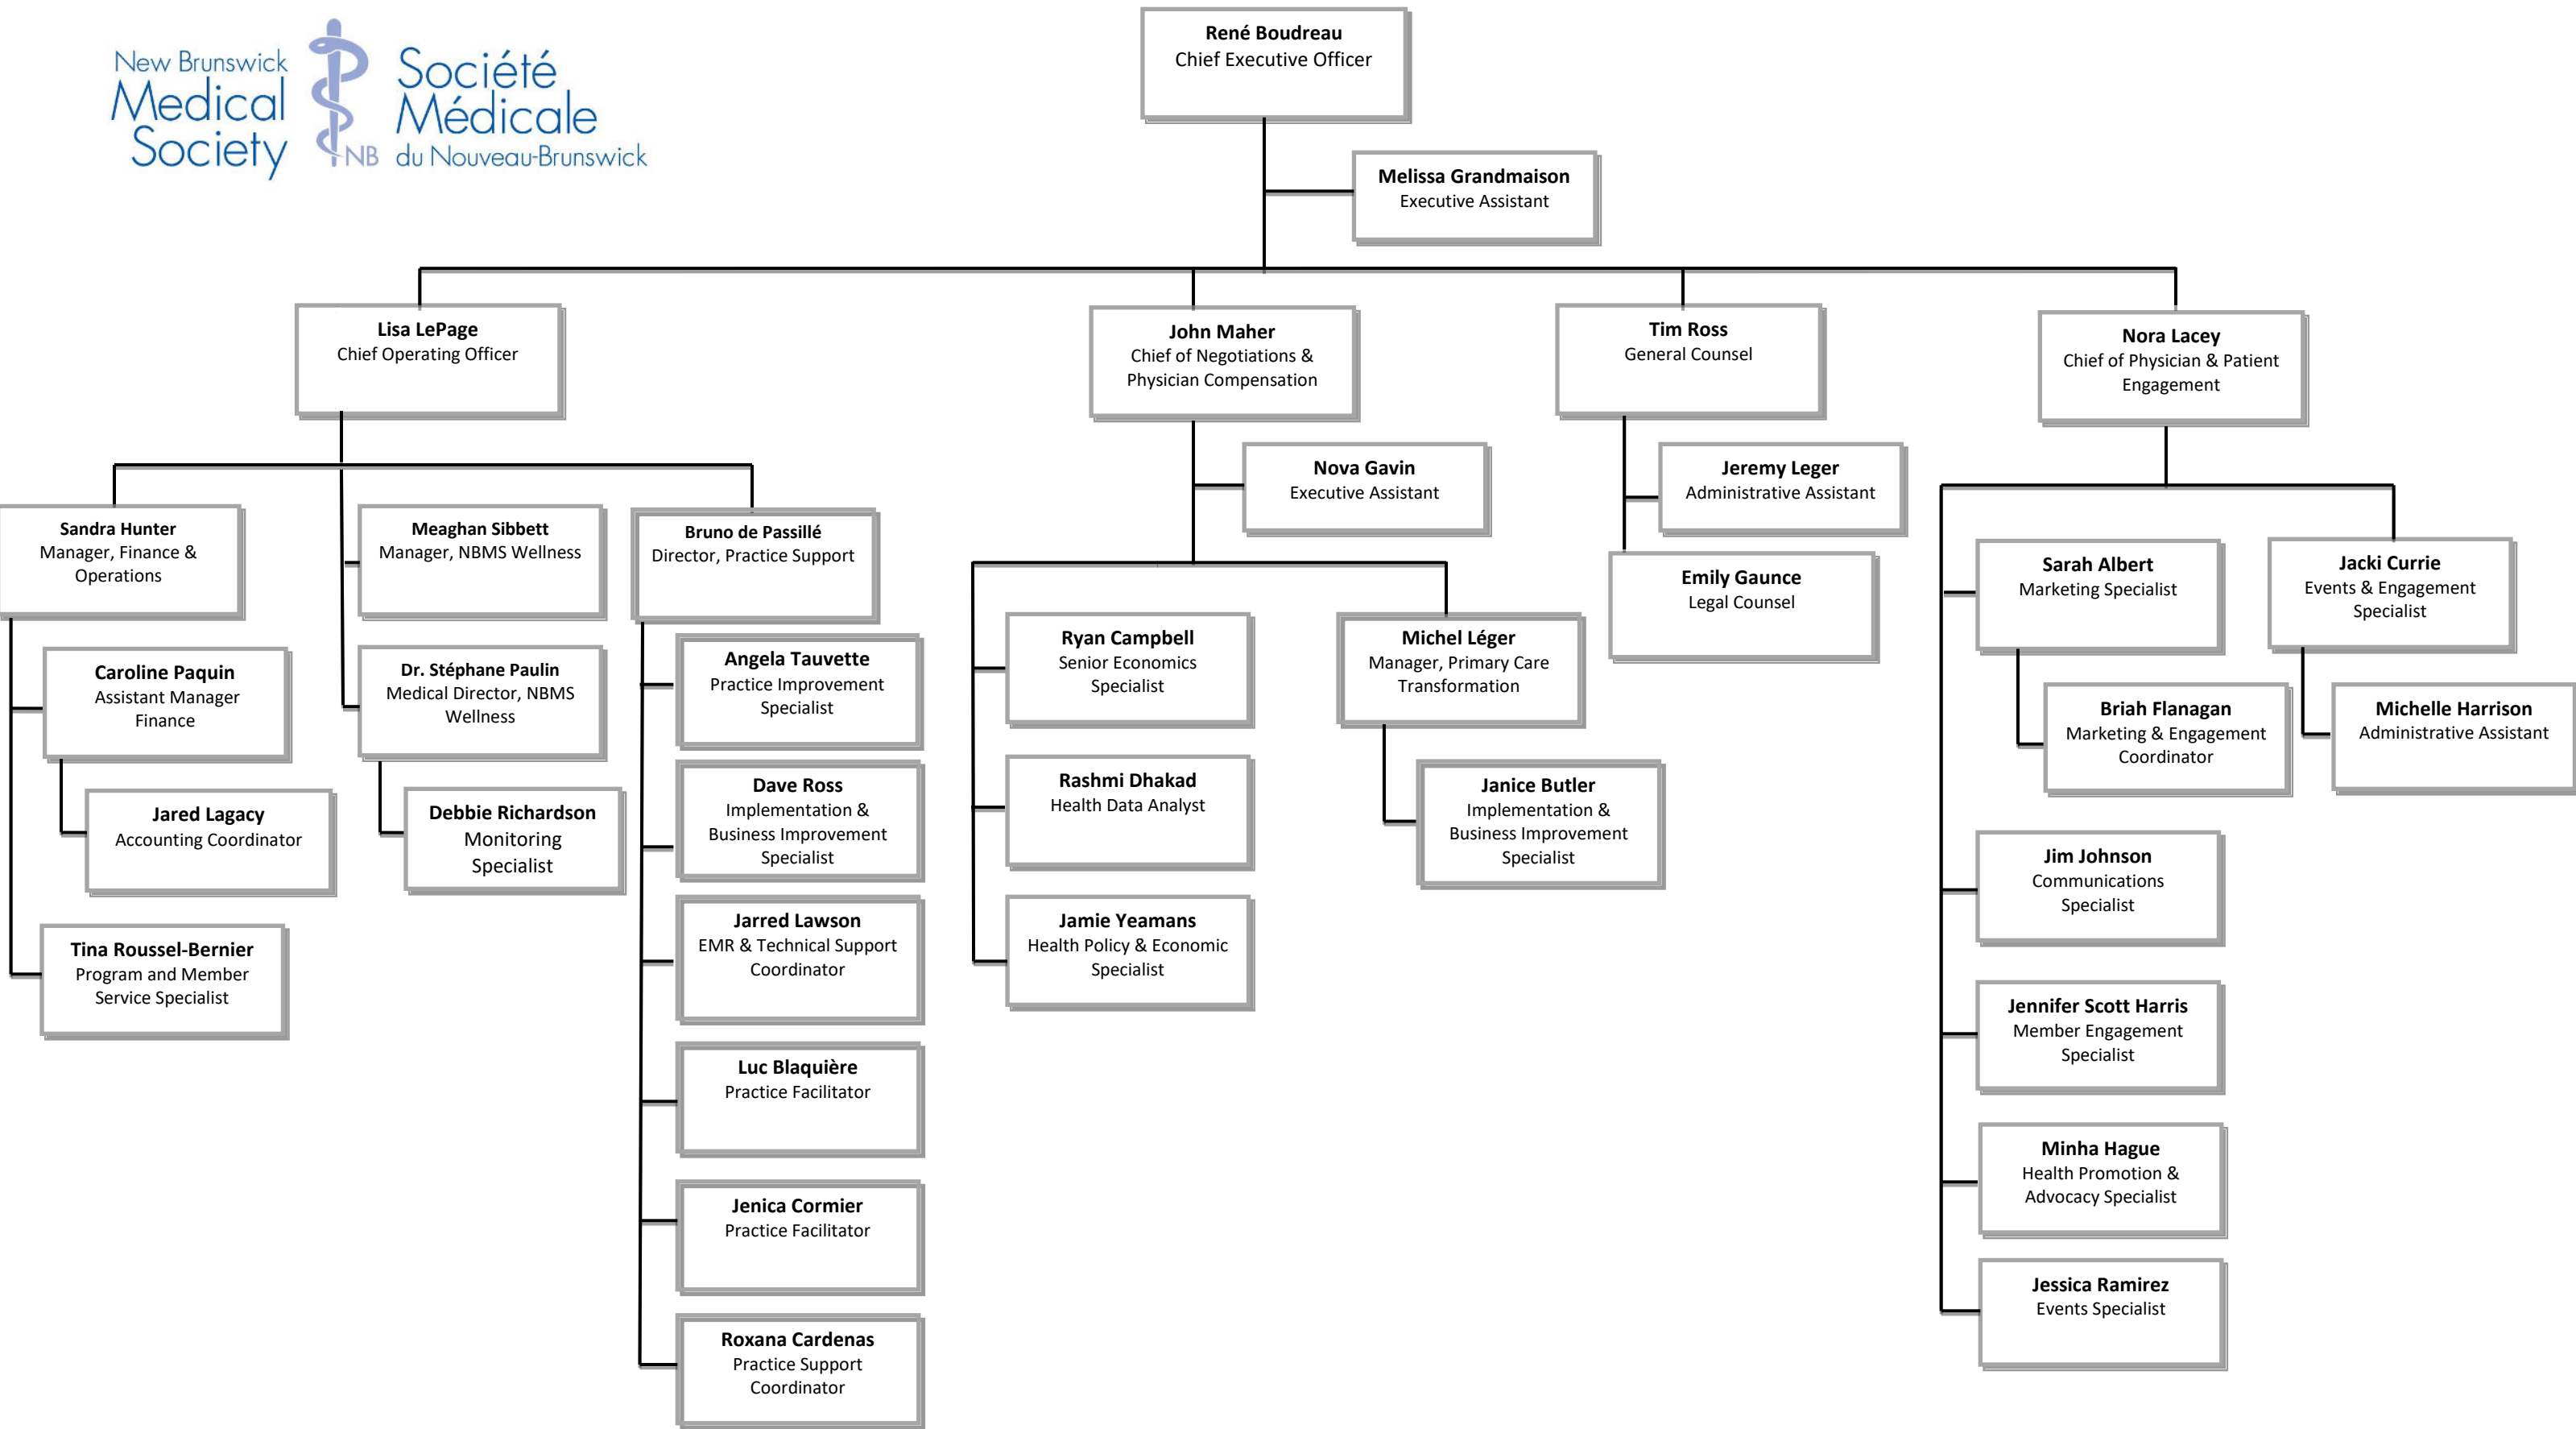 New Brunswick
Medical
Society
NB
Société
Médicale
du Nouveau-Brunswick
René Boudreau
Chief Executive Officer
Melissa Grandmaison
Executive Assistant
Lisa LePage
Chief Operating Officer
John Maher
Chief of Negotiations &
Physician Compensation
Tim Ross
General Counsel
Nora Lacey
Chief of Physician & Patient
Engagement
Sandra Hunter
Manager, Finance &
Operations
Caroline Paquin
Assistant Manager
Finance
Jared Lagacy
Accounting Coordinator
Tina Roussel-Bernier
Program and Member
Service Specialist
Meaghan Sibbett
Manager, NBMS Wellness
Dr. Stéphane Paulin
Medical Director, NBMS
Wellness
Debbie Richardson
Monitoring
Specialist
Bruno de Passillé
Director, Practice Support
Angela Tauvette
Practice Improvement
Specialist
Dave Ross
Implementation &
Business Improvement
Specialist
Jarred Lawson
EMR & Technical Support
Coordinator
Luc Blaquière
Practice Facilitator
Jenica Cormier
Practice Facilitator
Roxana Cardenas
Practice Support
Coordinator
Nova Gavin
Executive Assistant
Ryan Campbell
Senior Economics
Specialist
Rashmi Dhakad
Health Data Analyst
Jamie Yeamans
Health Policy & Economic
Specialist
Michel Léger
Manager, Primary Care
Transformation
Janice Butler
Implementation &
Business Improvement
Specialist
Jeremy Leger
Administrative Assistant
Emily Gaunce
Legal Counsel
Sarah Albert
Marketing Specialist
Briah Flanagan
Marketing & Engagement
Coordinator
Jim Johnson
Communications
Specialist
Jennifer Scott Harris
Member Engagement
Specialist
Minha Hague
Health Promotion &
Advocacy Specialist
Jessica Ramirez
Events Specialist
Jacki Currie
Events & Engagement
Specialist
Michelle Harrison
Administrative Assistant